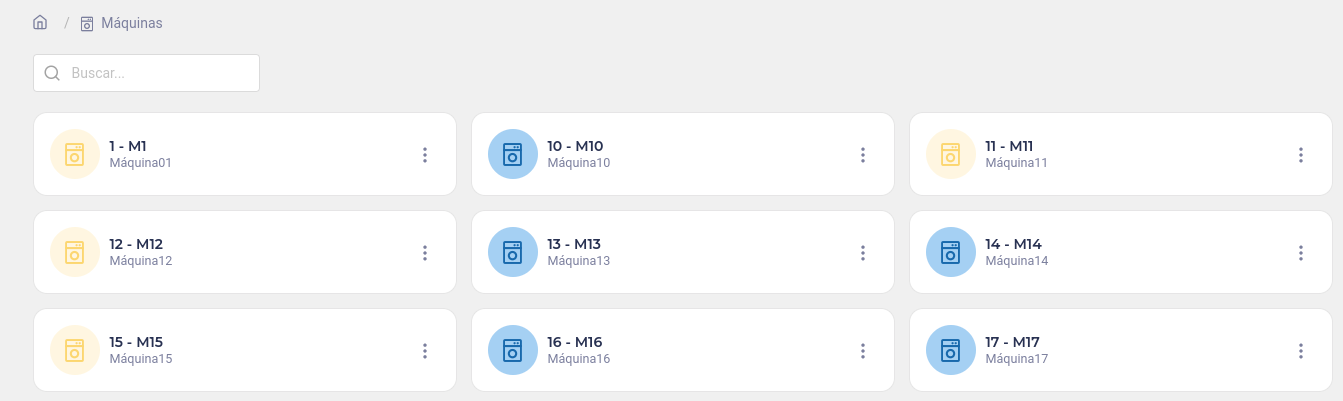 / Máquinas
Buscar...
1 - M1
Máquina01
10 - M10
Máquina10
11 - M11
Máquina11
12 - M12
Máquina12
13 - M13
Máquina13
14 - M14
Máquina14
15 - M15
Máquina15
16 - M16
Máquina16
17 - M17
Máquina17